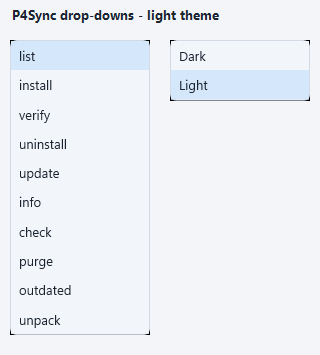 P4Sync drop-downs - light theme
list
install
verify
uninstall
update
info
check
purge
outdated
unpack
Dark
Light